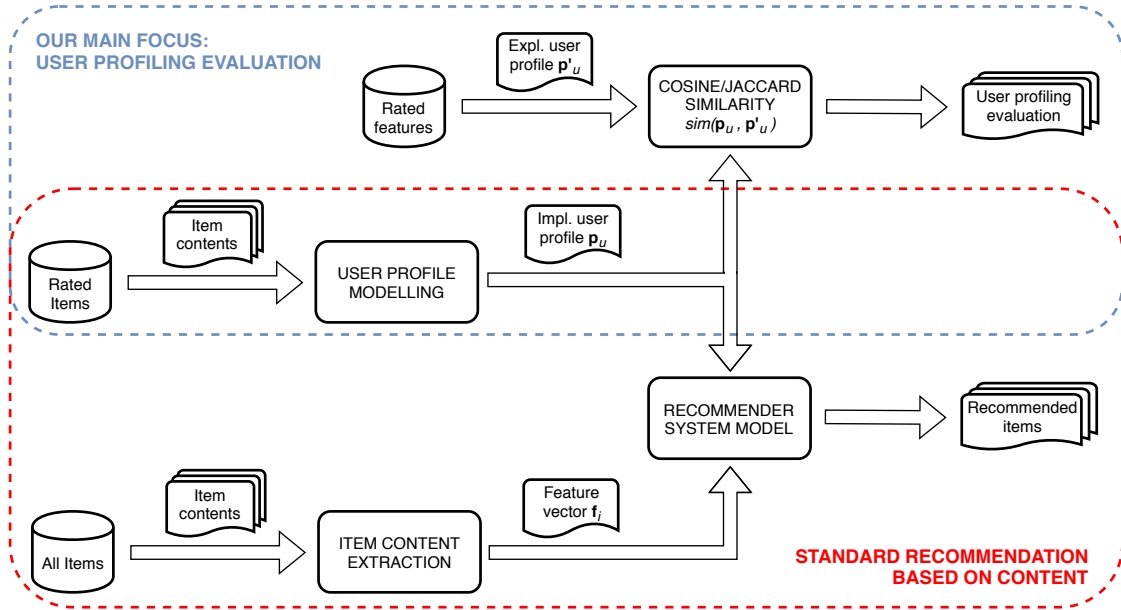 OUR MAIN FOCUS:
USER PROFILING EVALUATION
Rated
features
Expl. user
profile p'u
COSINE/JACCARD
SIMILARITY
sim(pu , p'u )
User profiling
evaluation
Rated
Items
Item
contents
USER PROFILE
MODELLING
Impl. user
profile pu
RECOMMENDER
SYSTEM MODEL
Recommended
items
All Items
Item
contents
ITEM CONTENT
EXTRACTION
Feature
vector fi
STANDARD RECOMMENDATION
BASED ON CONTENT